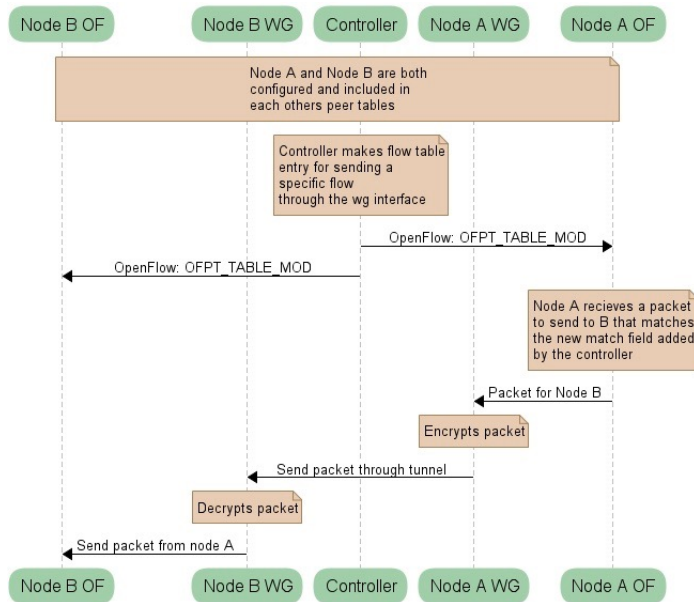 Node B OF
Node B WG
Controller
Node A WG
Node A OF
Node A and Node B are both
configured and included in
each others peer tables
Controller makes flow table
entry for sending a
specific flow
through the wg interface
OpenFlow: OFPT_TABLE_MOD
OpenFlow: OFPT_TABLE_MOD
Node A recieves a packet
to send to B that matches
the new match field added
by the controller
Packet for Node B
Encrypts packet
Send packet through tunnel
Decrypts packet
Send packet from node A
Node B OF
Node B WG
Controller
Node A WG
Node A OF